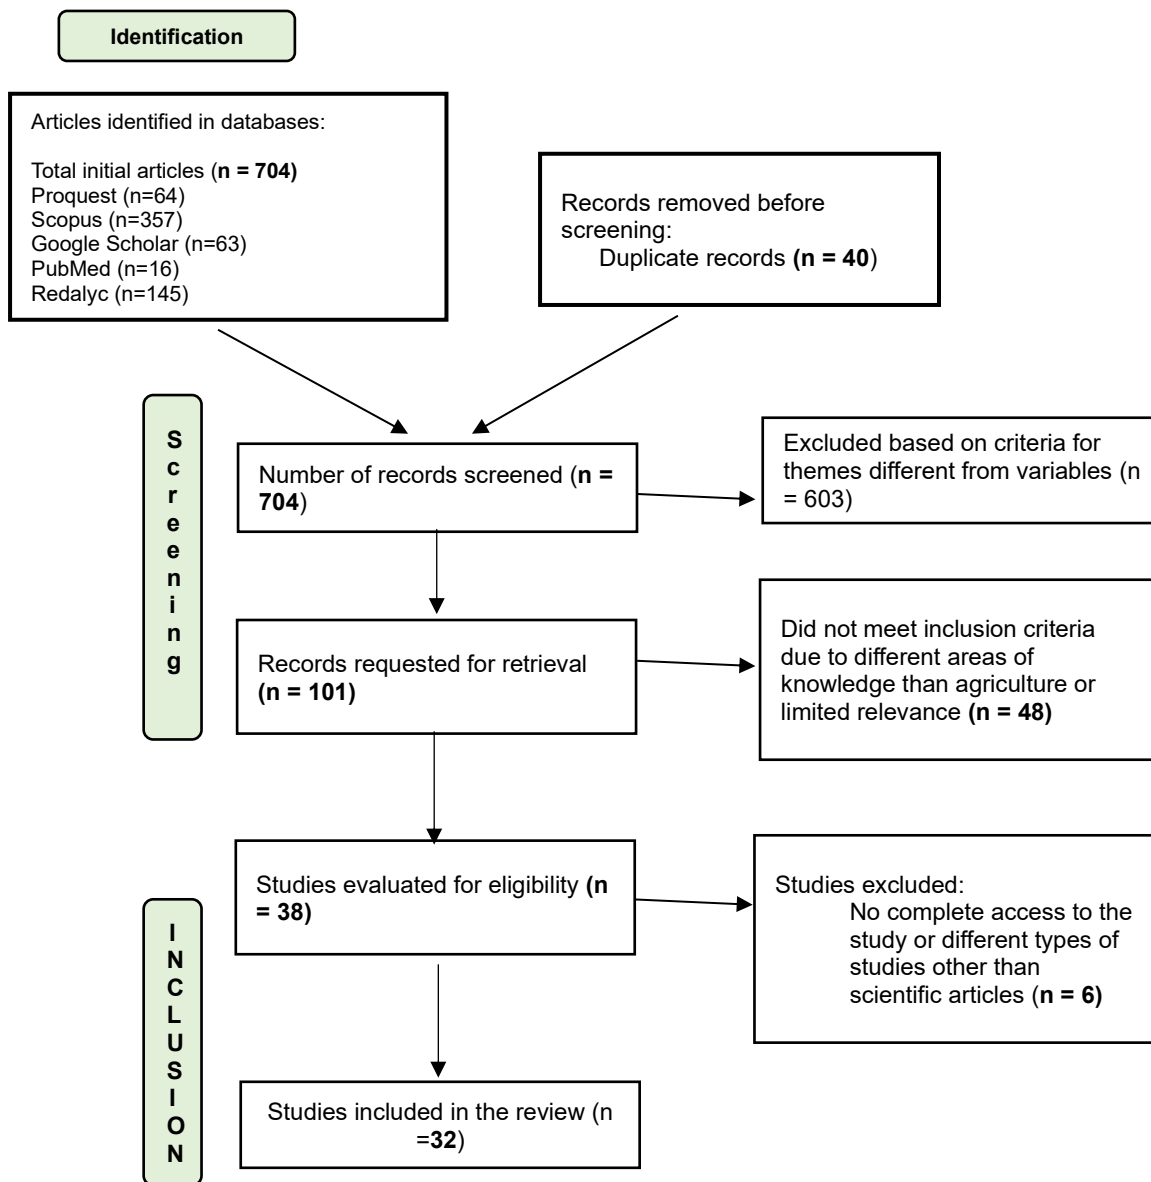 Identification
Articles identified in databases:
Total initial articles (n = 704)
Proquest (n=64)
Scopus (n=357)
Google Scholar (n=63)
PubMed (n=16)
Redalyc (n=145)
Records removed before
screening:
Duplicate records (n = 40)
Screening
Number of records screened (n =
704)
Excluded based on criteria for
themes different from variables (n
= 603)
Records requested for retrieval
(n = 101)
Did not meet inclusion criteria
due to different areas of
knowledge than agriculture or
limited relevance (n = 48)
INCLUSION
Studies evaluated for eligibility (n
= 38)
Studies excluded:
No complete access to the
study or different types of
studies other than
scientific articles (n = 6)
Studies included in the review (n
=32)